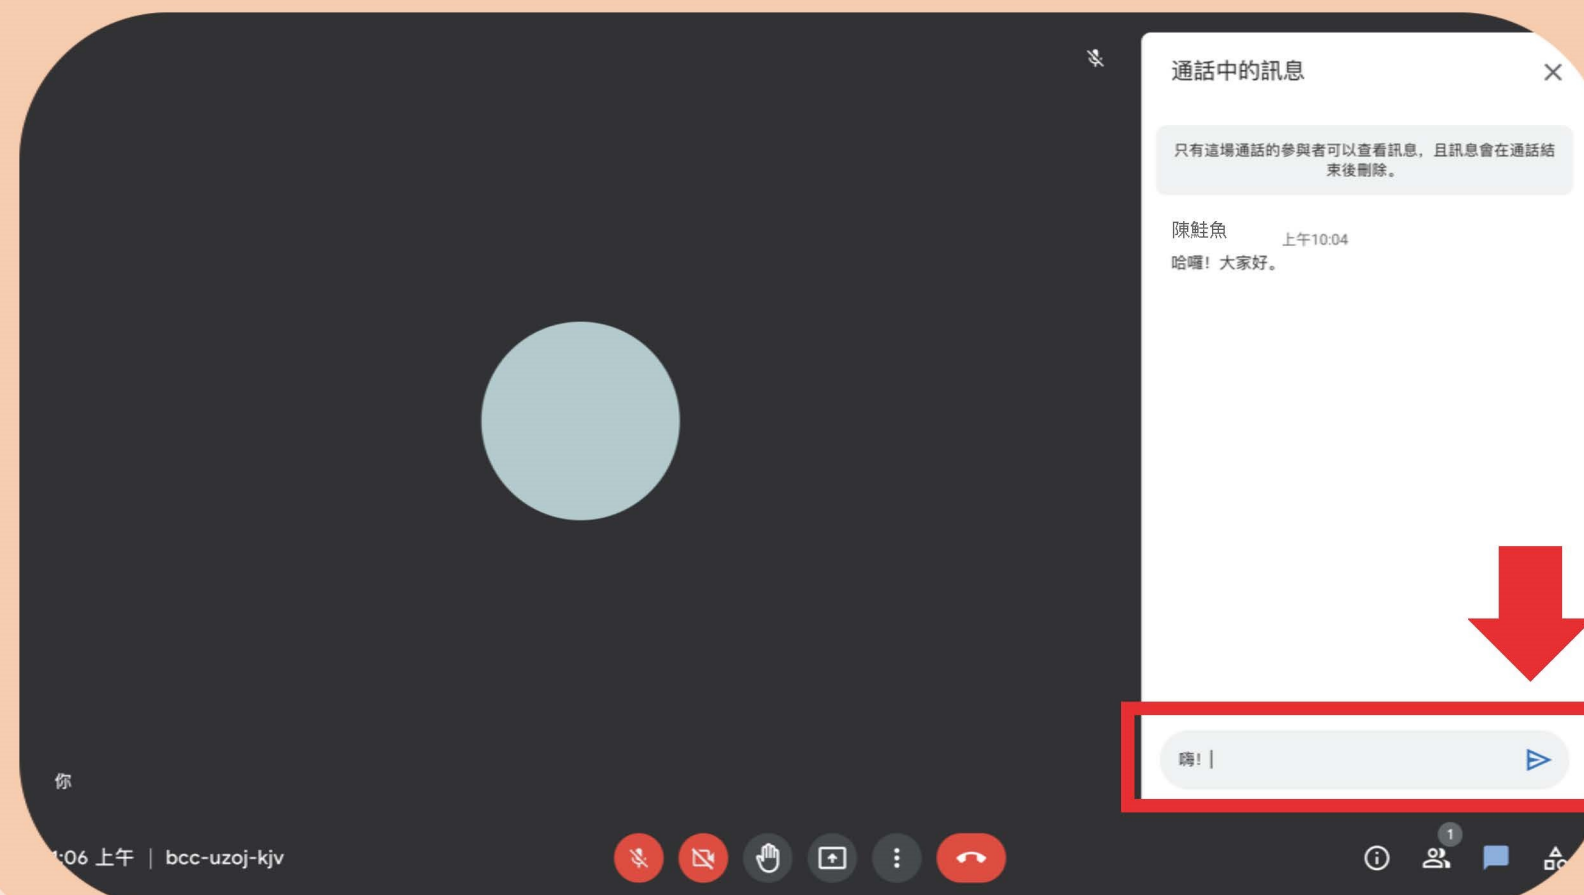 通話中的訊息
只有這場通話的參與者可以查看訊息，且訊息會在通話結
束後刪除。
陳鮭魚 上午10:04
哈囉！大家好。
嗨！
你
:06 上午 | bcc-uzoj-kjv
1